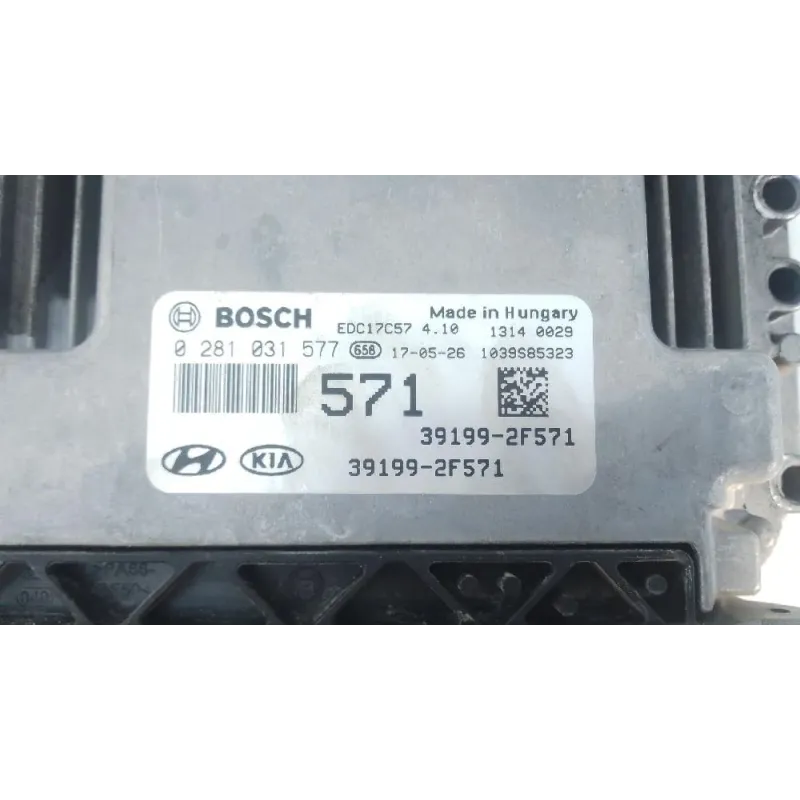 BOSCH EDC17C57 4.10 Made in Hungary 1314 0029
0 281 031 577 658 17-05-26 1039S85323
571
39199-2F571
KIA 39199-2F571